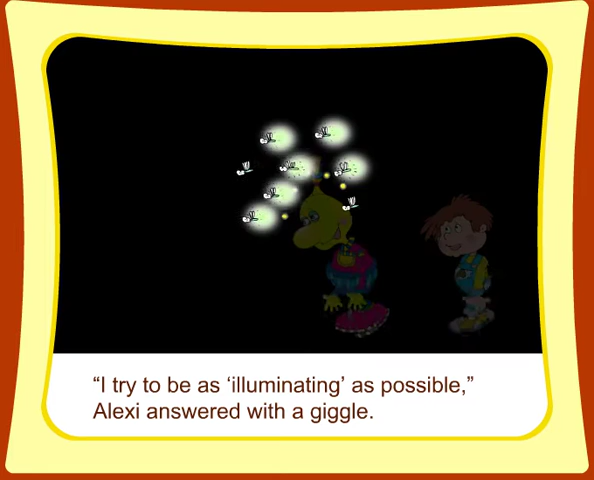 “I try to be as ‘illuminating’ as possible,”
Alexi answered with a giggle.